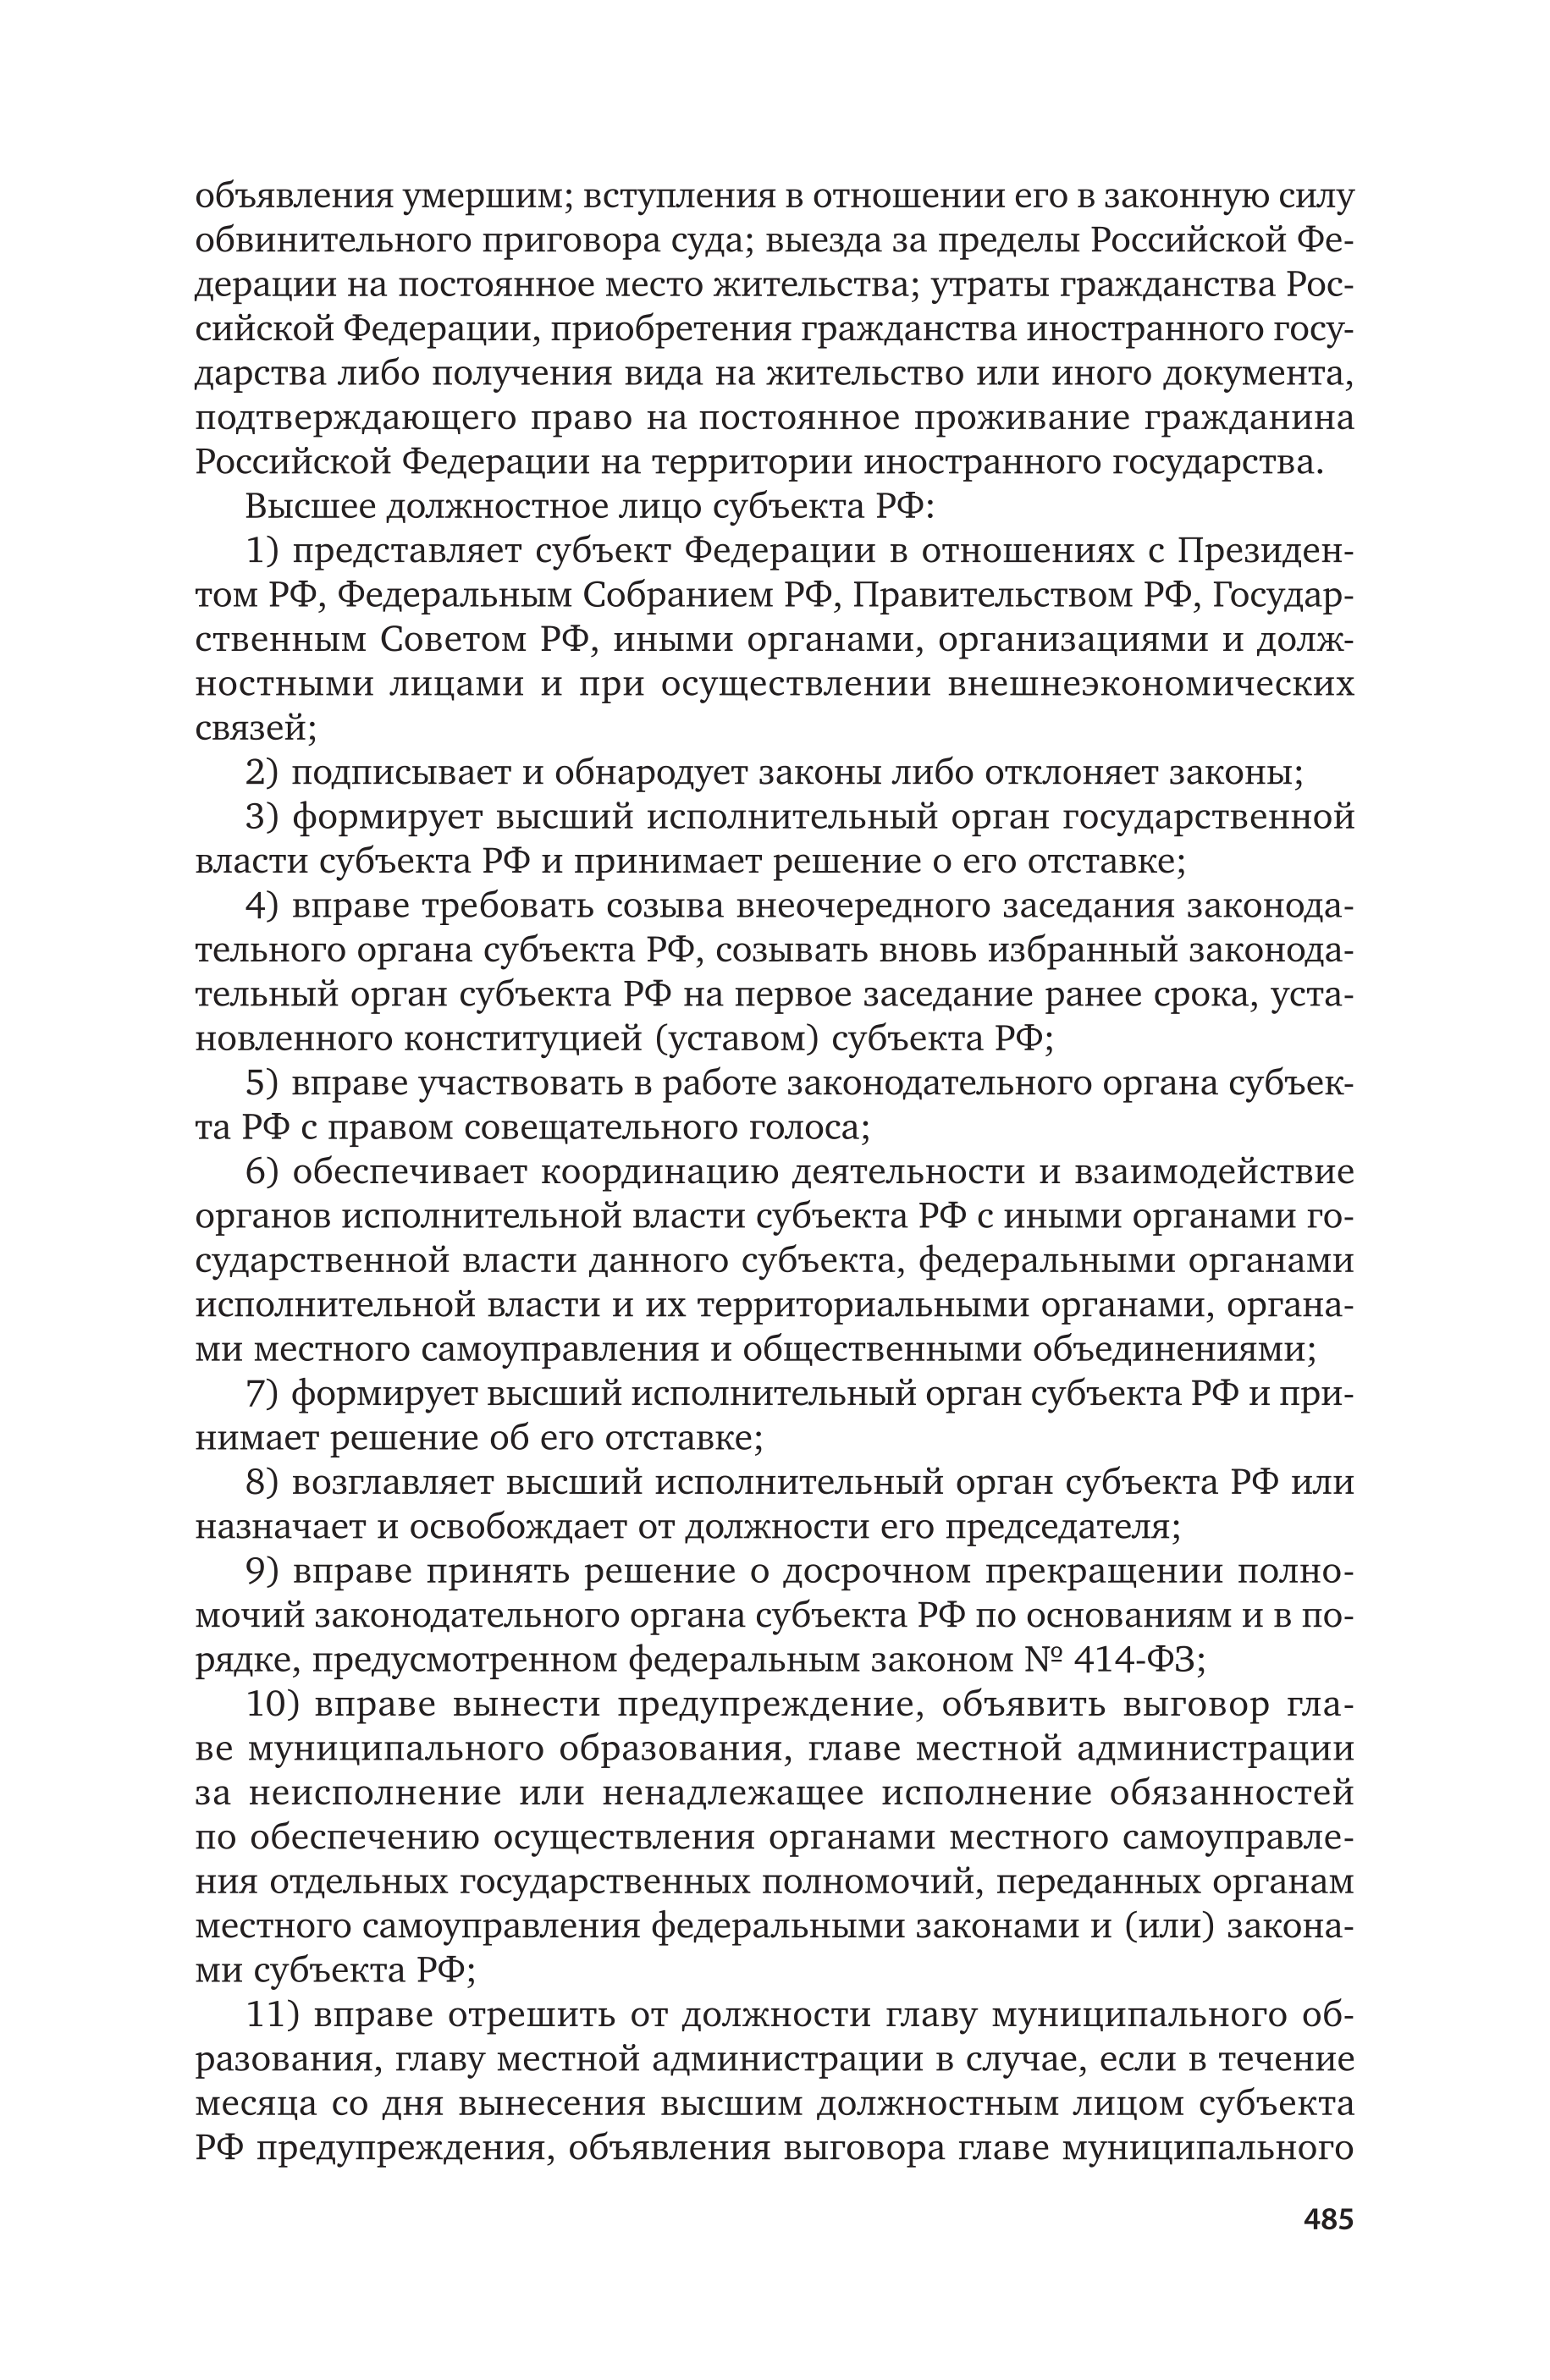 объявления умершим; вступления в отношении его в законную силу
обвинительного приговора суда; выезда за пределы Российской Фе-
дерации на постоянное место жительства; утраты гражданства Рос-
сийской Федерации, приобретения гражданства иностранного госу-
дарства либо получения вида на жительство или иного документа,
подтверждающего право на постоянное проживание гражданина
Российской Федерации на территории иностранного государства.
Высшее должностное лицо субъекта РФ:
1) представляет субъект Федерации в отношениях с Президен-
том РФ, Федеральным Собранием РФ, Правительством РФ, Государ-
ственным Советом РФ, иными органами, организациями и долж-
ностными лицами и при осуществлении внешнеэкономических
связей;
2) подписывает и обнародует законы либо отклоняет законы;
3) формирует высший исполнительный орган государственной
власти субъекта РФ и принимает решение о его отставке;
4) вправе требовать созыва внеочередного заседания законода-
тельного органа субъекта РФ, созывать вновь избранный законода-
тельный орган субъекта РФ на первое заседание ранее срока, уста-
новленного конституцией (уставом) субъекта РФ;
5) вправе участвовать в работе законодательного органа субъек-
та РФ с правом совещательного голоса;
6) обеспечивает координацию деятельности и взаимодействие
органов исполнительной власти субъекта РФ с иными органами го-
сударственной власти данного субъекта, федеральными органами
исполнительной власти и их территориальными органами, органа-
ми местного самоуправления и общественными объединениями;
7) формирует высший исполнительный орган субъекта РФ и при-
нимает решение об его отставке;
8) возглавляет высший исполнительный орган субъекта РФ или
назначает и освобождает от должности его председателя;
9) вправе принять решение о досрочном прекращении полно-
мочий законодательного органа субъекта РФ по основаниям и в по-
рядке, предусмотренном федеральным законом № 414-ФЗ;
10) вправе вынести предупреждение, объявить выговор гла-
ве муниципального образования, главе местной администрации
за неисполнение или ненадлежащее исполнение обязанностей
по обеспечению осуществления органами местного самоуправле-
ния отдельных государственных полномочий, переданных органам
местного самоуправления федеральными законами и (или) закона-
ми субъекта РФ;
11) вправе отрешить от должности главу муниципального об-
разования, главу местной администрации в случае, если в течение
месяца со дня вынесения высшим должностным лицом субъекта
РФ предупреждения, объявления выговора главе муниципального
485